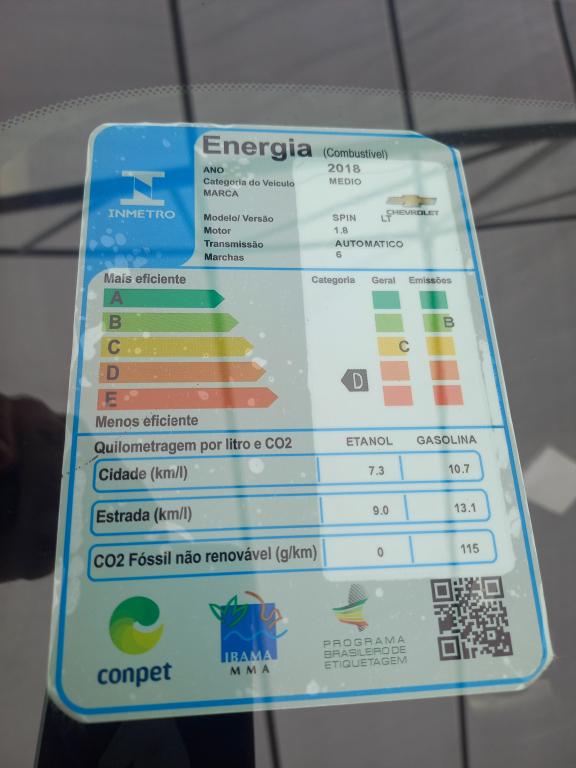 INMETRO
Energia (Combustível)
ANO 2018
Categoria do Veículo MEDIO
MARCA
CHEVROLET
Modelo/ Versão SPIN LT
Motor 1.8
Transmissão AUTOMATICO
Marchas 6
Mais eficiente
Categoria Geral Emissões
A
B B
C C
D D
E
Menos eficiente
Quilometragem por litro e CO2 ETANOL GASOLINA
Cidade (km/l) 7.3 10.7
Estrada (km/l) 9.0 13.1
CO2 Fóssil não renovável (g/km) 0 115
conpet
IBAMA
MMA
PROGRAMA
BRASILEIRO DE
ETIQUETAGEM